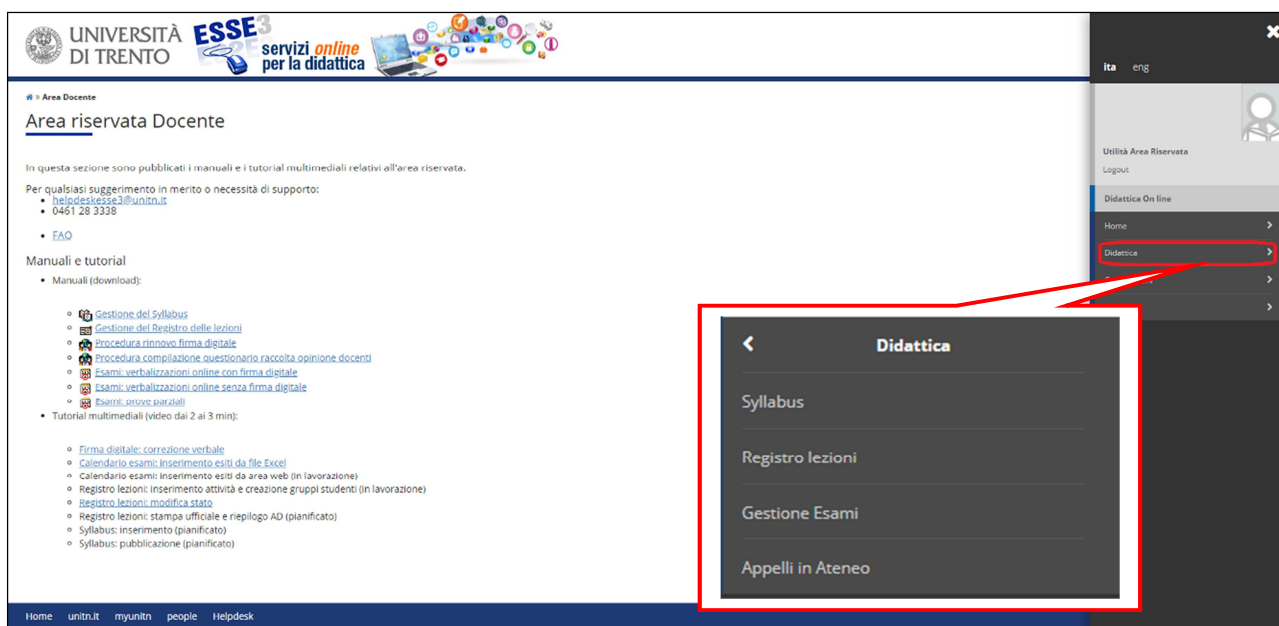 UNIVERSITÀ
DI TRENTO
ESSE3
servizi online
per la didattica
» Area Docente
Area riservata Docente
In questa sezione sono pubblicati i manuali e i tutorial multimediali relativi all'area riservata.
Per qualsiasi suggerimento in merito o necessità di supporto:
• helpdeskesse3@unitn.it
• 0461 28 3338
• FAQ
Manuali e tutorial
• Manuali (download):
Gestione del Syllabus
Gestione del Registro delle lezioni
Procedura rinnovo firma digitale
Procedura compilazione questionario raccolta opinione docenti
Esami: verbalizzazioni online con firma digitale
Esami: verbalizzazioni online senza firma digitale
Esami: prove parziali
• Tutorial multimediali (video dai 2 ai 3 min):
Firma digitale: correzione verbale
Calendario esami: inserimento esiti da file Excel
Calendario esami: inserimento esiti da area web (in lavorazione)
Registro lezioni: inserimento attività e creazione gruppi studenti (in lavorazione)
Registro lezioni: modifica stato
Registro lezioni: stampa ufficiale e riepilogo AD (pianificato)
Syllabus: inserimento (pianificato)
Syllabus: pubblicazione (pianificato)
Home unitn.it myunitn people Helpdesk
ita eng
Utilità Area Riservata
Logout
Didattica On line
Home
Didattica
Didattica
Syllabus
Registro lezioni
Gestione Esami
Appelli in Ateneo